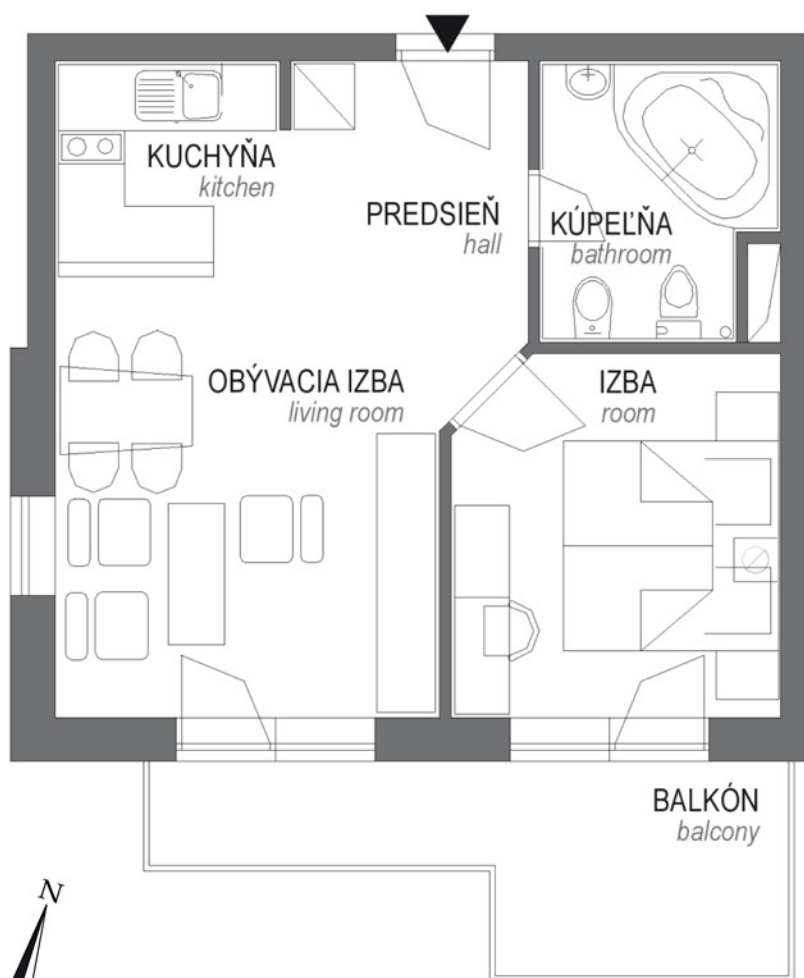 KUCHYŇA
kitchen
PREDSIEŇ
hall
KÚPEĽŇA
bathroom
OBÝVACIA IZBA
living room
IZBA
room
BALKÓN
balcony
N